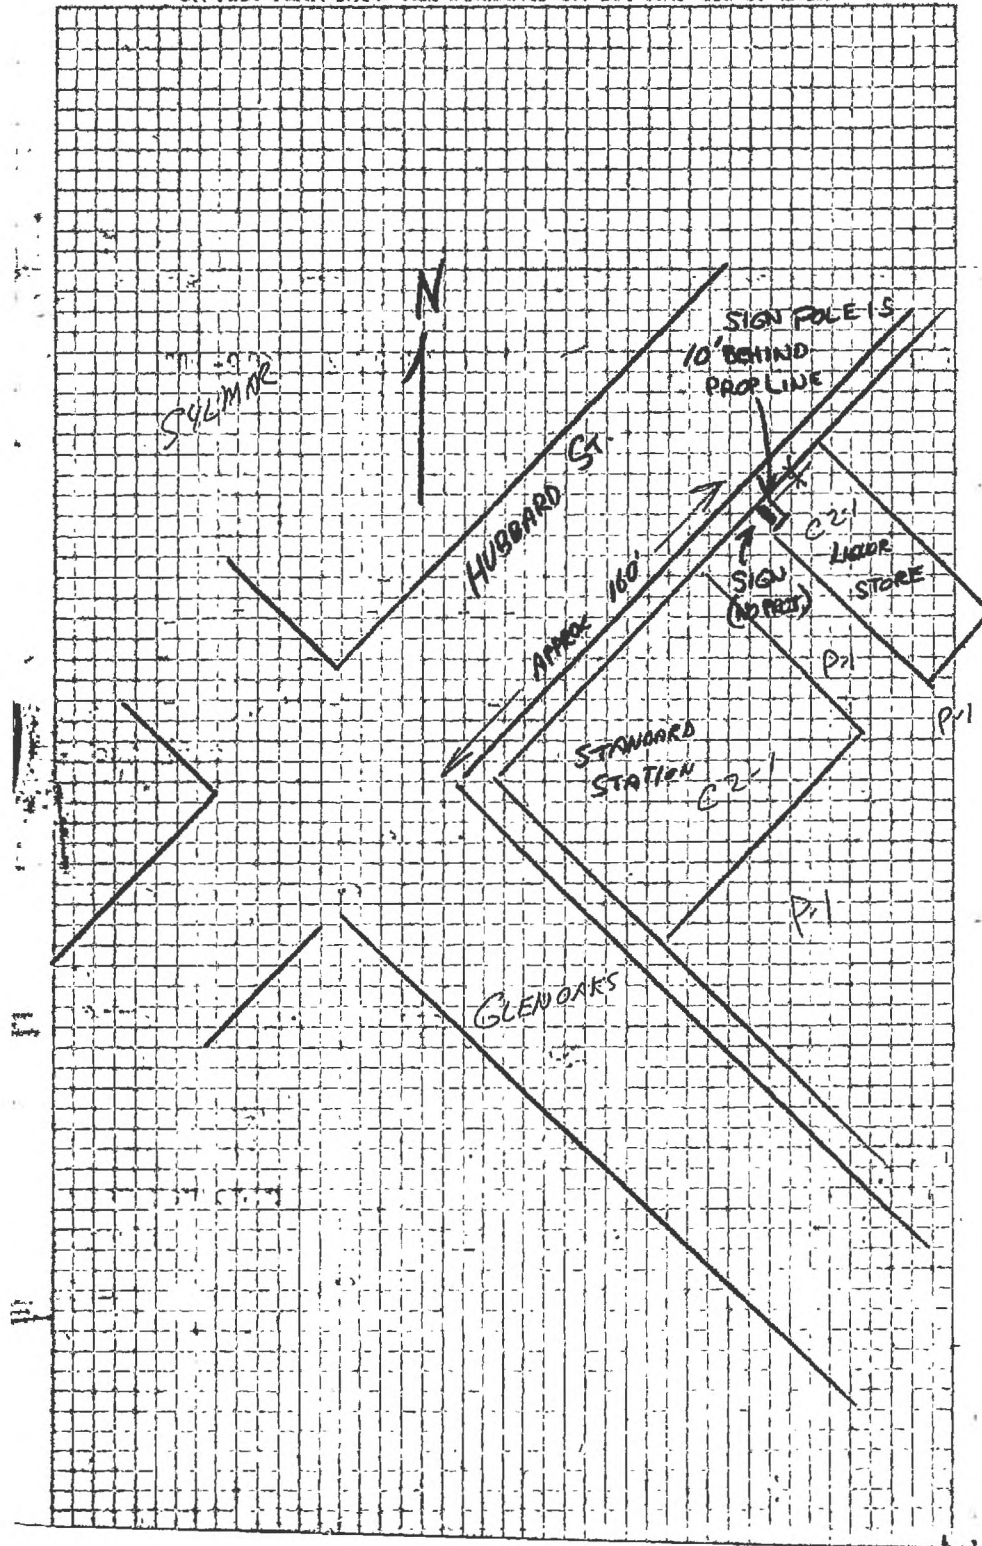 N
SYLMAR
SIGN POLE IS
10' BEHIND
PROP LINE
HUBBARD ST.
APPROX 160'
C2-1
LIQUOR
STORE
SIGN
(NO PROJ.)
P-1
P-1
STANDARD
STATION
C2-1
P-1
GLENOAKS